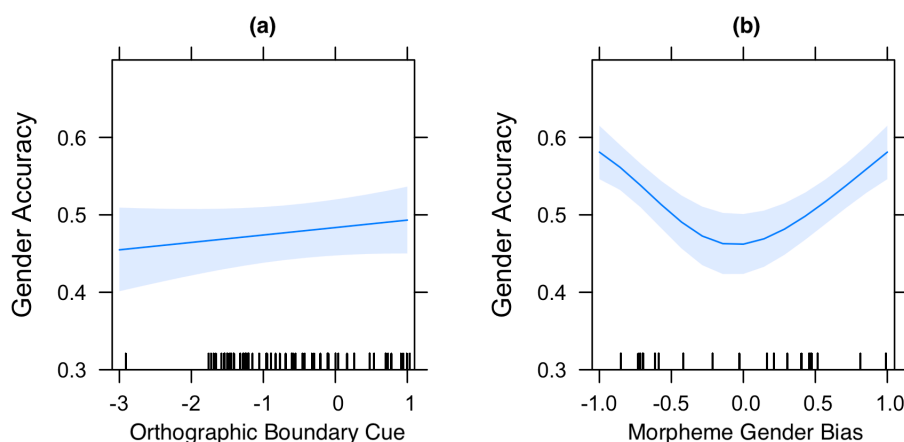 (a)
Gender Accuracy
0.6
0.5
0.4
0.3
-3 -2 -1 0 1
Orthographic Boundary Cue
(b)
Gender Accuracy
0.6
0.5
0.4
0.3
-1.0 -0.5 0.0 0.5 1.0
Morpheme Gender Bias